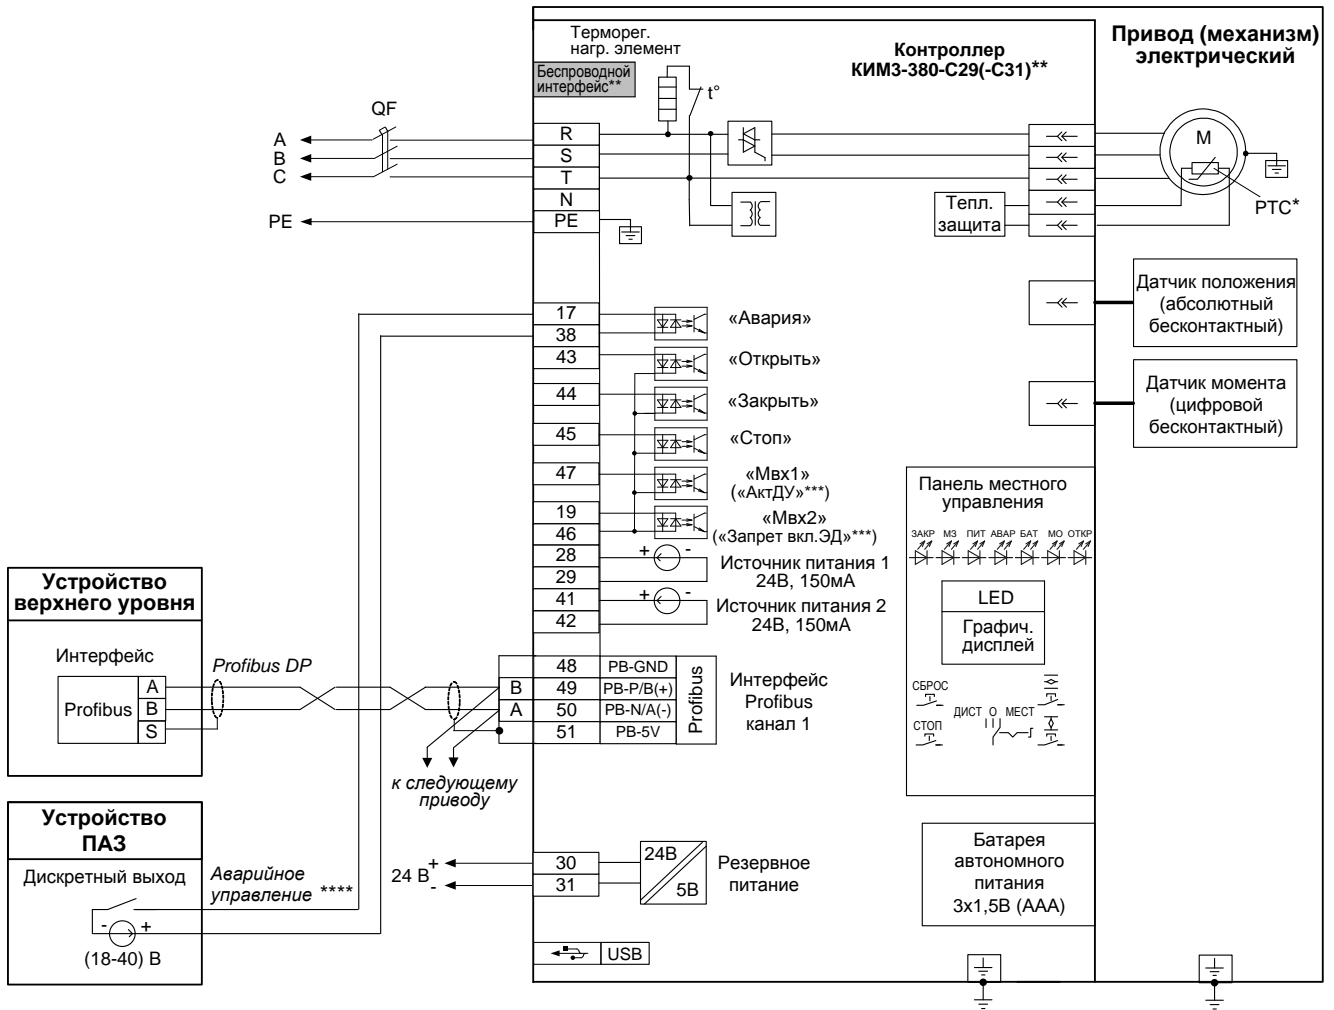 Терморег.
нагр. элемент
Беспроводной
интерфейс**
Контроллер
КИМ3-380-С29(-С31)**
Привод (механизм)
электрический
t°
QF
A
B
C
PE
R
S
T
N
PE
M
PTC*
Тепл.
защита
Датчик положения
(абсолютный
бесконтактный)
Датчик момента
(цифровой
бесконтактный)
17
38
43
44
45
47
19
46
28
29
41
42
«Авария»
«Открыть»
«Закрыть»
«Стоп»
«Мвх1»
(«АктДУ»***)
«Мвх2»
(«Запрет вкл.ЭД»***)
+ -
Источник питания 1
24В, 150мА
+ -
Источник питания 2
24В, 150мА
Панель местного
управления
ЗАКР МЗ ПИТ АВАР БАТ МО ОТКР
LED
Графич.
дисплей
СБРОС
СТОП
ДИСТ О МЕСТ
Устройство
верхнего уровня
Интерфейс
Profibus
A
B
S
Profibus DP
B
A
48 PB-GND
49 PB-P/B(+)
50 PB-N/A(-)
51 PB-5V
Profibus
Интерфейс
Profibus
канал 1
к следующему
приводу
Устройство
ПАЗ
Дискретный выход
- +
(18-40) В
Аварийное
управление ****
24 В
+
-
30
31
24В
5В
Резервное
питание
Батарея
автономного
питания
3х1,5В (ААА)
USB